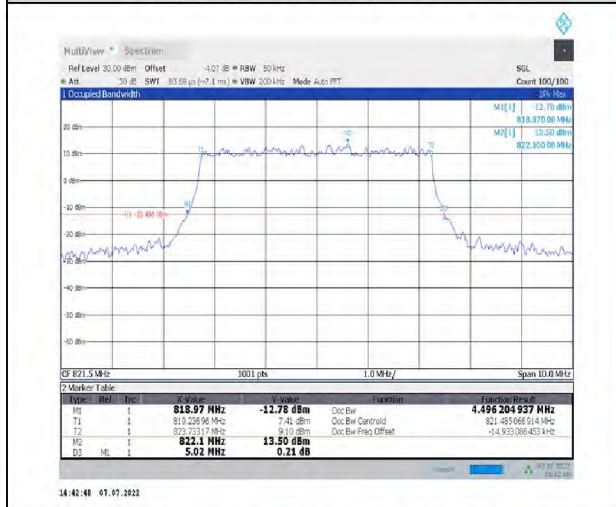 MultiView Spectrum
Ref Level 30.00 dBm Offset -4.07 dB RBW 50 kHz SGL
Att 30 dB SWT 83.68 µs (~7.1 ms) VBW 200 kHz Mode Auto FFT Count 100/100
1 Occupied Bandwidth 1Pk Max
M1[1] -12.78 dBm
818.970 00 MHz
M2[1] 13.50 dBm
822.100 00 MHz
20 dBm
10 dBm
0 dBm
-10 dBm
-20 dBm
-30 dBm
-40 dBm
-50 dBm
-60 dBm
CF 821.5 MHz 1001 pts 1.0 MHz/ Span 10.0 MHz
2 Marker Table
Type Ref Trc X-Value Y-Value Function Function Result
M1 1 818.97 MHz -12.78 dBm Occ Bw 4.496 204 937 MHz
T1 1 819.23696 MHz 7.41 dBm Occ Bw Centroid 821.485 066 914 MHz
T2 1 823.73317 MHz 9.10 dBm Occ Bw Freq Offset -14.933 086 453 kHz
M2 1 822.1 MHz 13.50 dBm
D3 M1 1 5.02 MHz 0.21 dB
14:42:48 07.07.2022